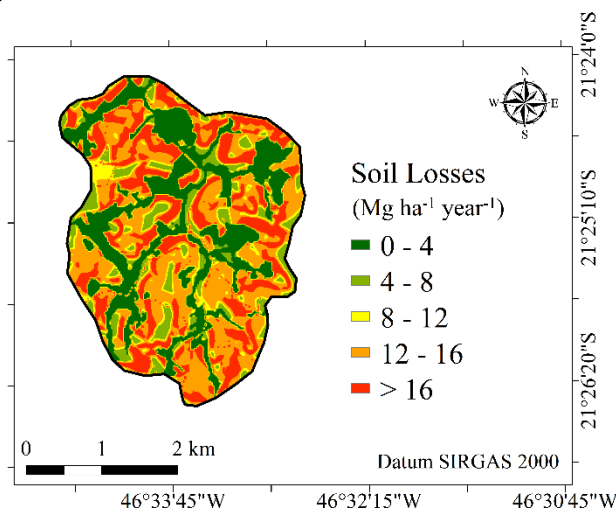 N
W E
S
Soil Losses
(Mg ha⁻¹ year⁻¹)
0 - 4
4 - 8
8 - 12
12 - 16
> 16
0 1 2 km
Datum SIRGAS 2000
21°24'0"S
21°25'10"S
21°26'20"S
46°33'45"W 46°32'15"W 46°30'45"W